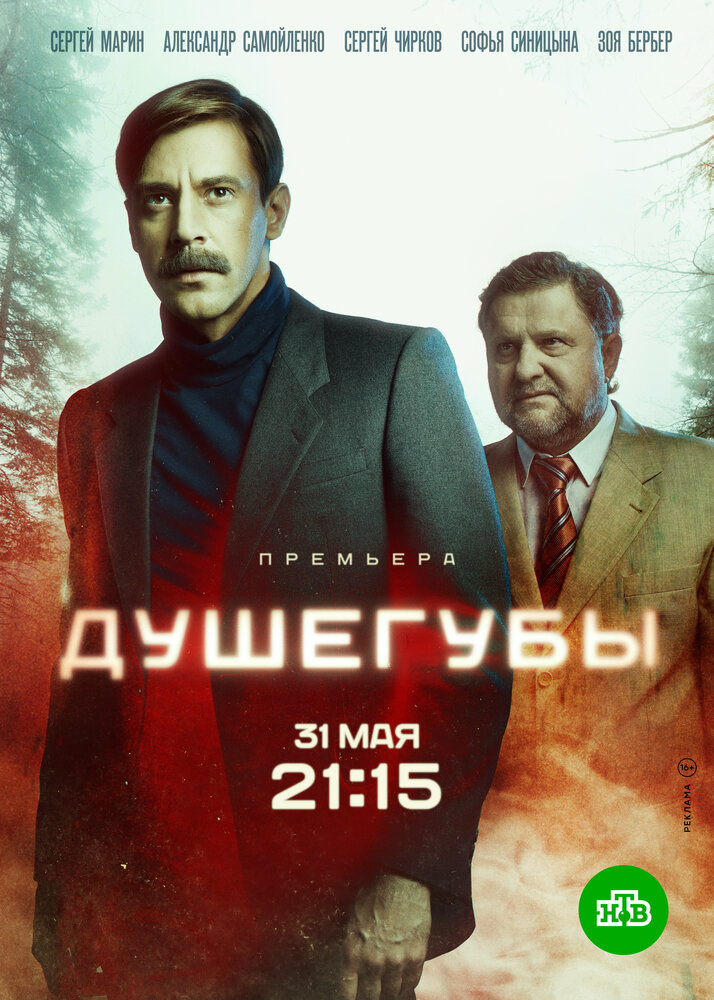 СЕРГЕЙ МАРИН АЛЕКСАНДР САМОЙЛЕНКО СЕРГЕЙ ЧИРКОВ СОФЬЯ СИНИЦЫНА ЗОЯ БЕРБЕР
ПРЕМЬЕРА
ДУШЕГУБЫ
31 МАЯ
21:15
16+
РЕКЛАМА
НТВ